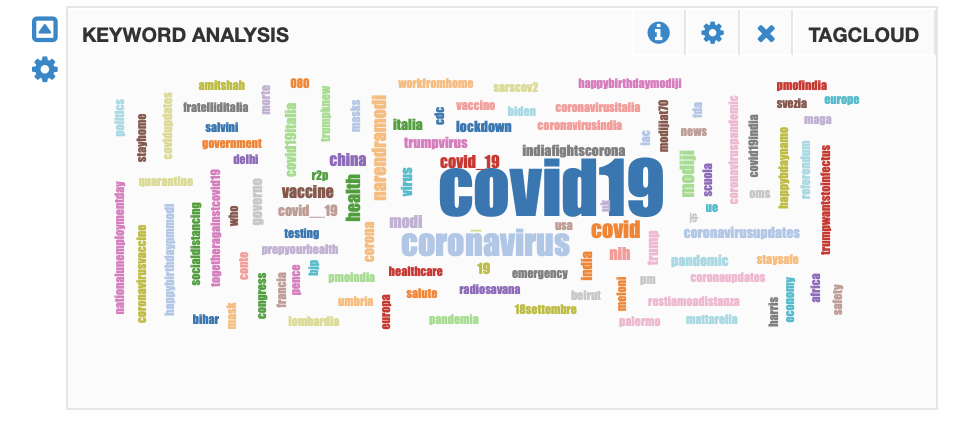 KEYWORD ANALYSIS
TAGCLOUD
amitshah
080
workfromhome
sarscov2
happybirthdaymodiji
pmofindia
politics
stayhome
covidupdates
fratelliditalia
morte
covid19italia
trumpknew
masks
narendramodi
cdc
vaccino
biden
coronavirusitalia
modijiat70
fda
svezia
europe
salvini
italia
lockdown
coronavirusindia
iac
news
coronaviruspandemic
covid19india
maga
government
trumpvirus
indiafightscorona
happybdayname
referendum
trumpwantstoinfectus
delhi
china
covid_19
covid19
modiji
scuola
quarantine
togetheragainstcovid19
r2p
vaccine
health
virus
oms
nationalunemploymentday
coronavirusvaccine
happybirthdaypmmodi
socialdistancing
who
governo
covid__19
modi
uk
ue
testing
corona
coronavirus
usa
covid
coronavirusupdates
prepyourhealth
conte
nih
trump
pandemic
staysafe
francia
pence
bjp
pmoindia
healthcare
19
emergency
india
pm
coronaupdates
congress
radiosavana
meloni
economy
africa
safety
umbria
europa
salute
beirut
restiamoadistanza
harris
18settembre
bihar
mask
lombardia
pandemia
palermo
mattarella